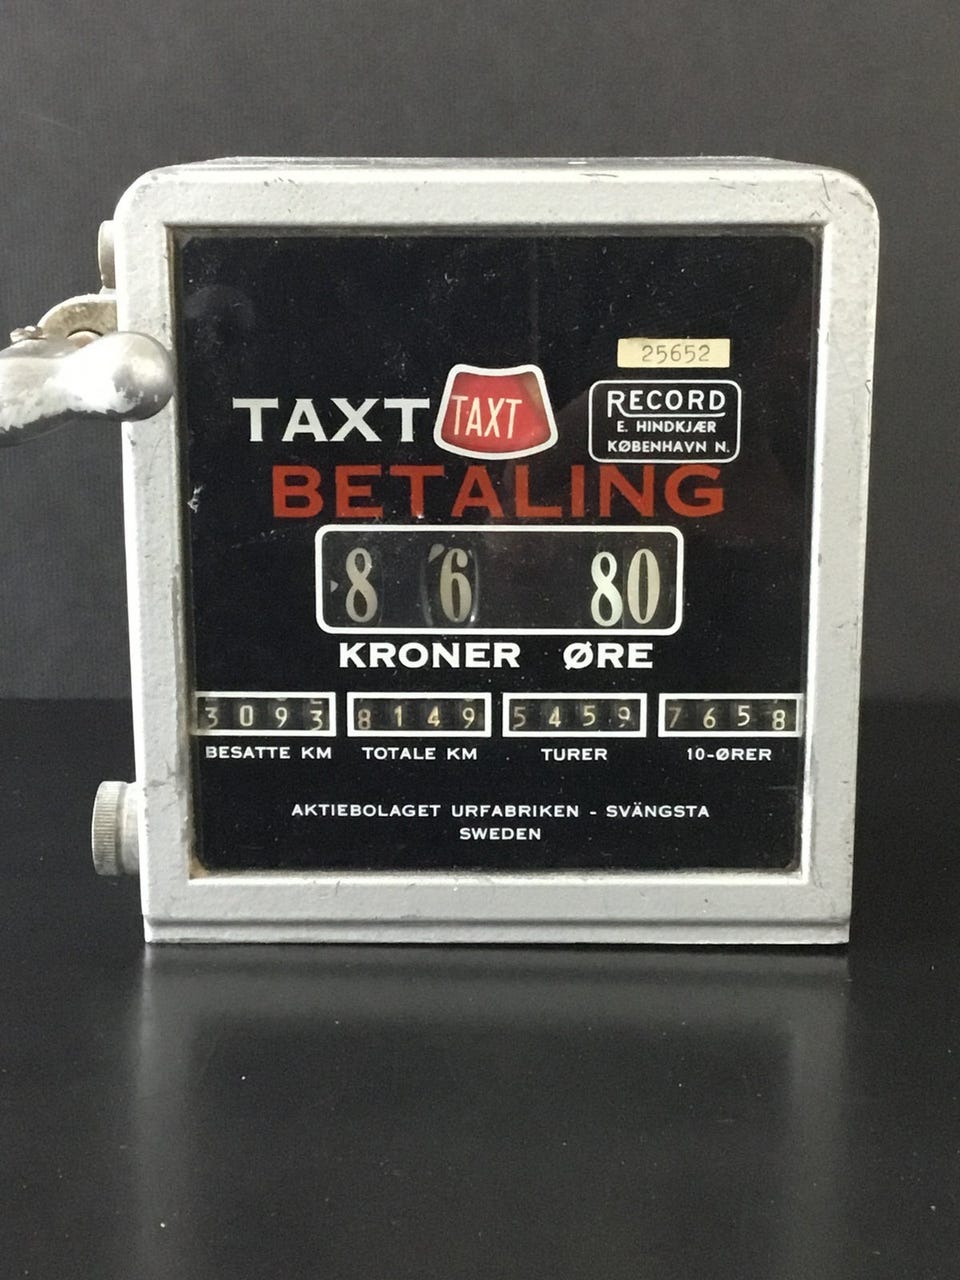 25652
TAXT TAXT
RECORD
E. HINDKJÆR
KØBENHAVN N.
BETALING
8 6 80
KRONER ØRE
3093 8149 5459 7658
BESATTE KM TOTALE KM TURER 10-ØRER
AKTIEBOLAGET URFABRIKEN - SVÄNGSTA
SWEDEN